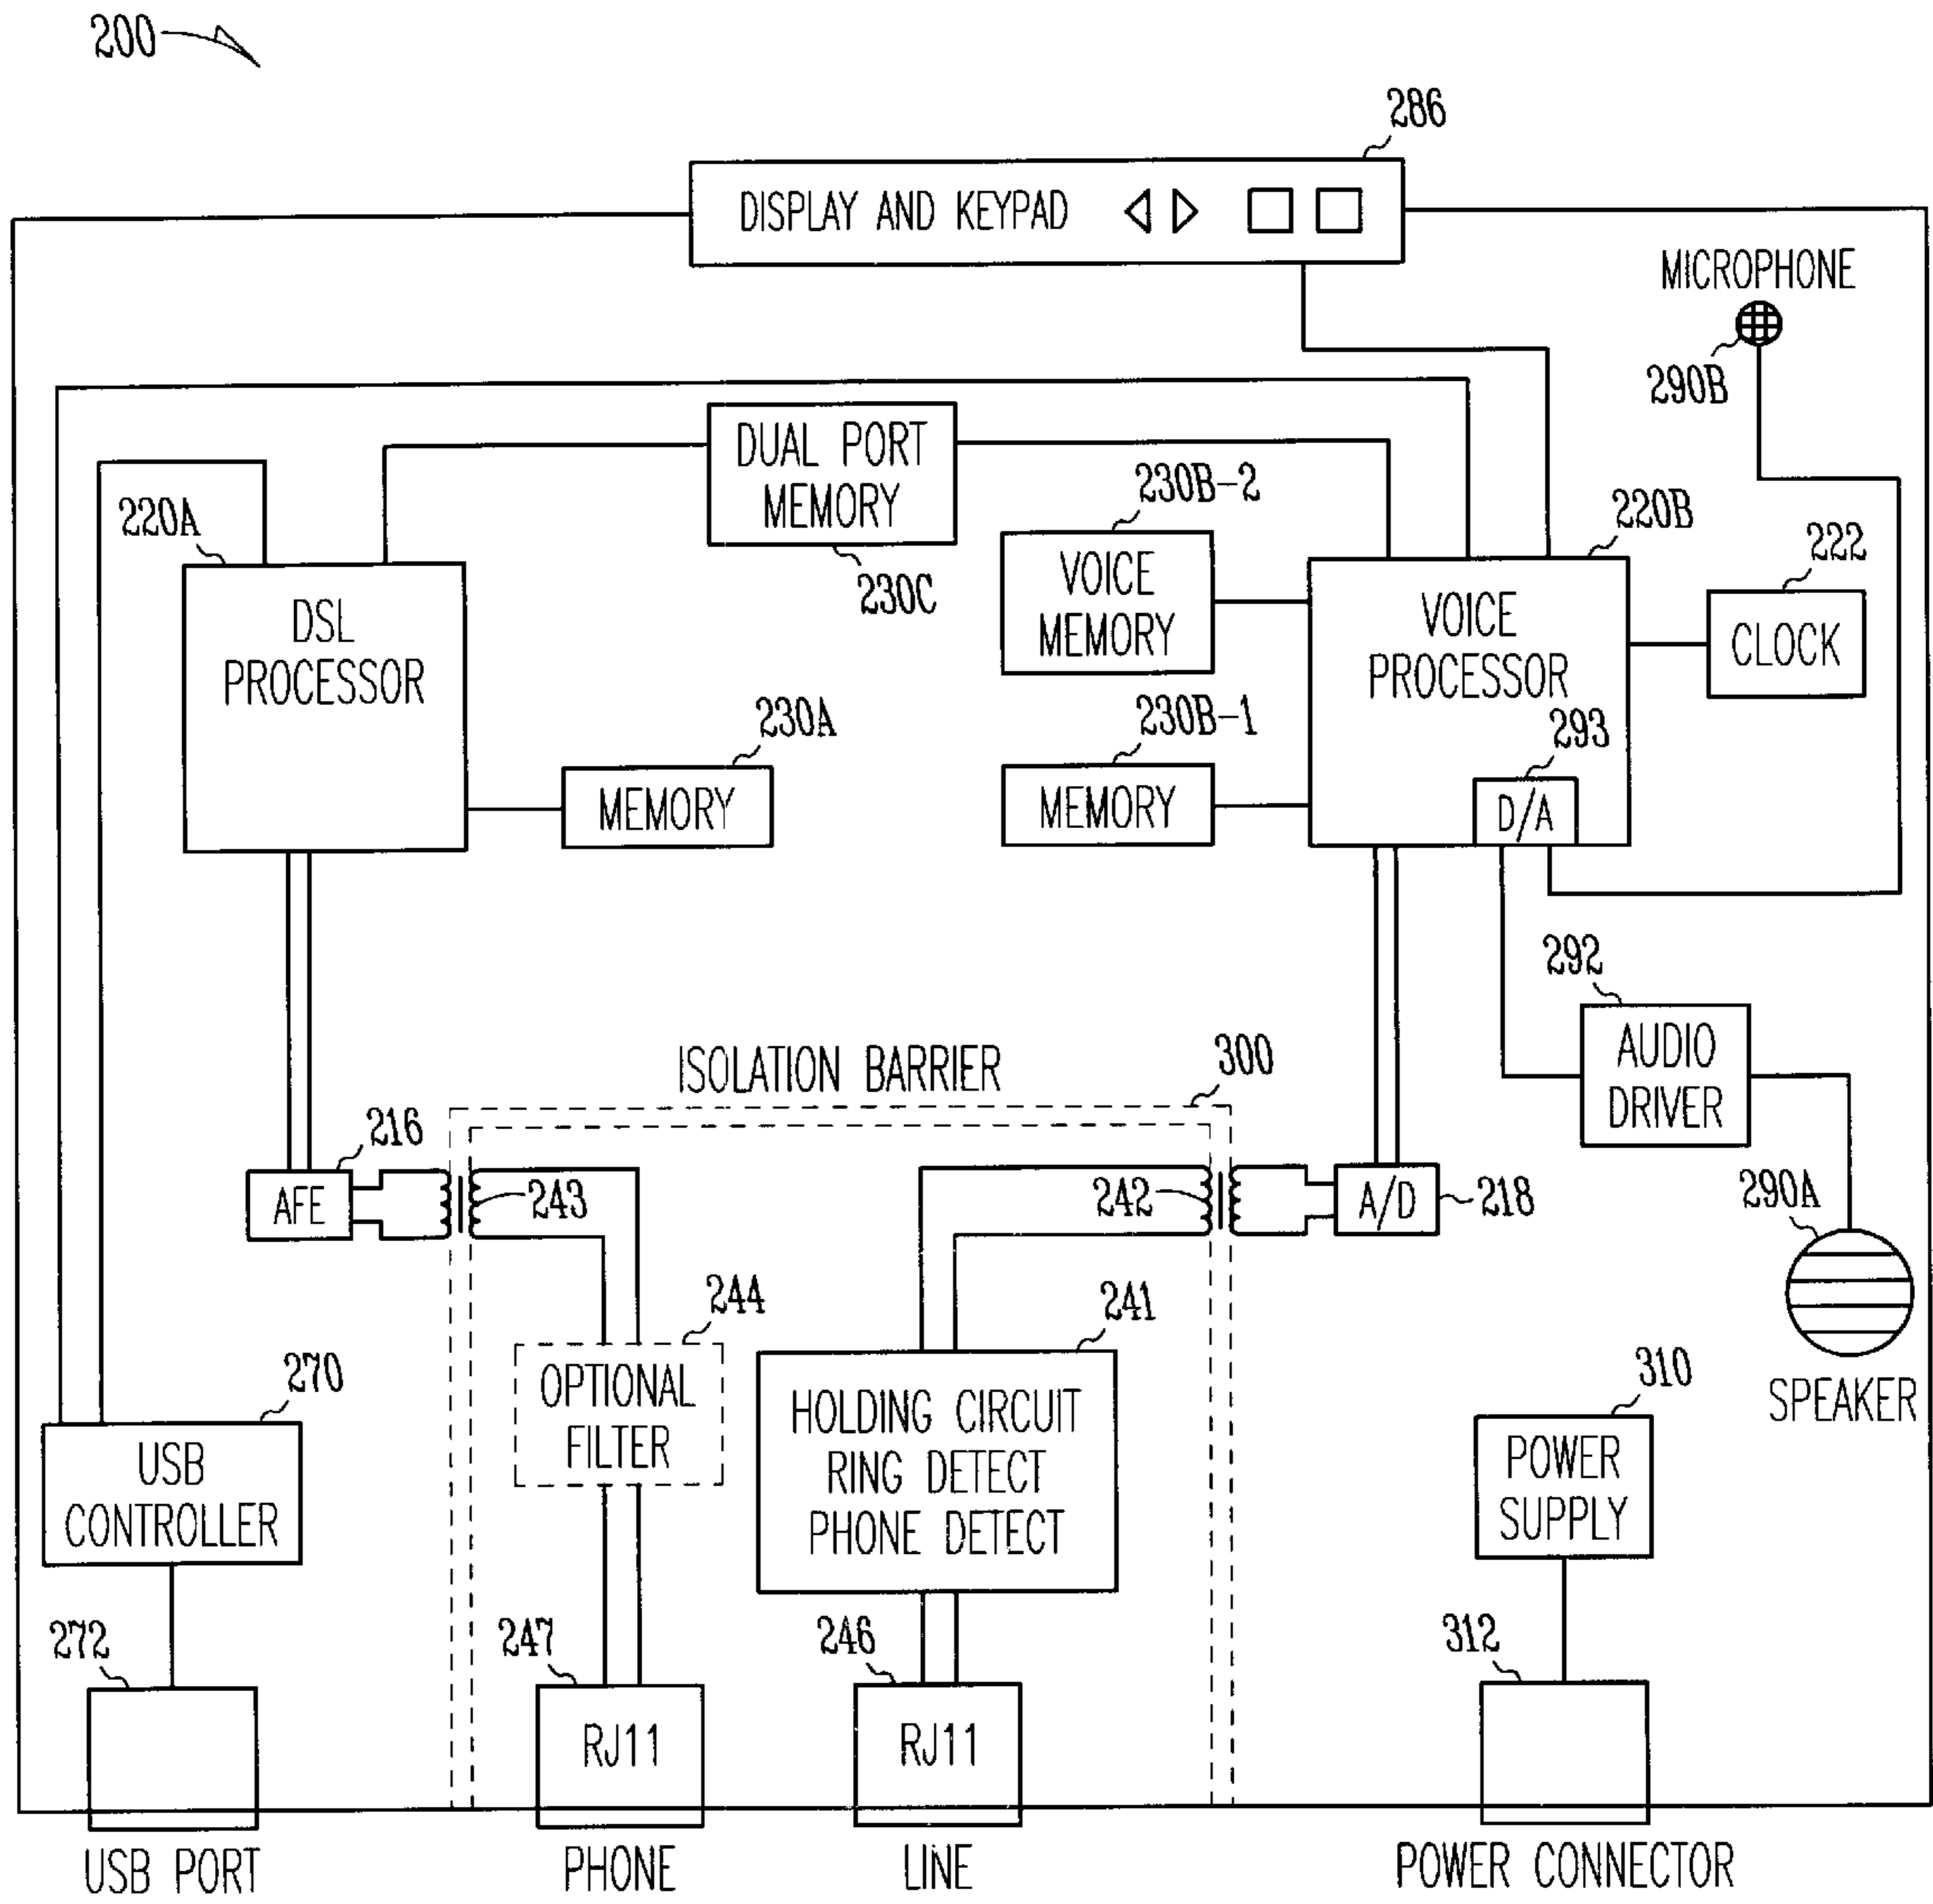 200
286
DISPLAY AND KEYPAD
MICROPHONE
290B
DUAL PORT
MEMORY
230C
220A
DSL
PROCESSOR
230A
MEMORY
230B-2
VOICE
MEMORY
230B-1
MEMORY
220B
VOICE
PROCESSOR
293
D/A
222
CLOCK
292
AUDIO
DRIVER
290A
SPEAKER
ISOLATION BARRIER
300
216
AFE
243
242
A/D
218
244
OPTIONAL
FILTER
241
HOLDING CIRCUIT
RING DETECT
PHONE DETECT
270
USB
CONTROLLER
310
POWER
SUPPLY
272
247
RJ11
246
RJ11
312
USB PORT
PHONE
LINE
POWER CONNECTOR